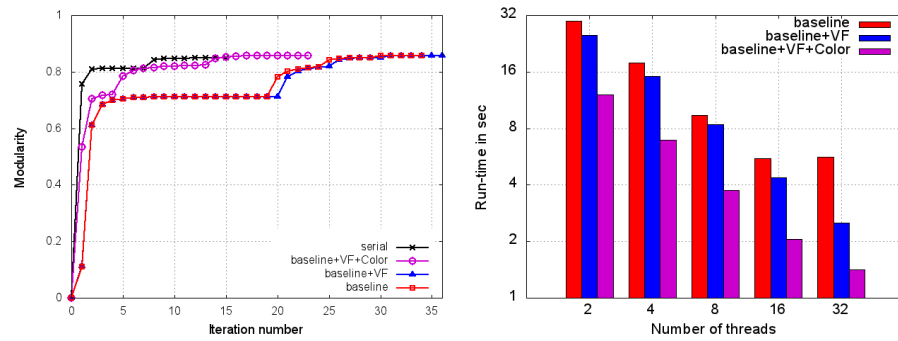 1
0.8
0.6
0.4
0.2
0
Modularity
0 5 10 15 20 25 30 35
Iteration number
serial
baseline+VF+Color
baseline+VF
baseline
32
16
8
4
2
1
Run-time in sec
2 4 8 16 32
Number of threads
baseline
baseline+VF
baseline+VF+Color